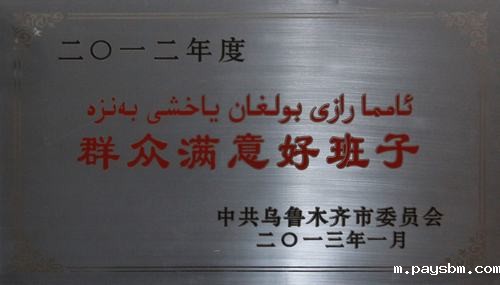 二〇一二年度
ئامما رازى بولغان ياخشى بەنزە
群众满意好班子
中共乌鲁木齐市委员会
二〇一三年一月
m.paysbm.com